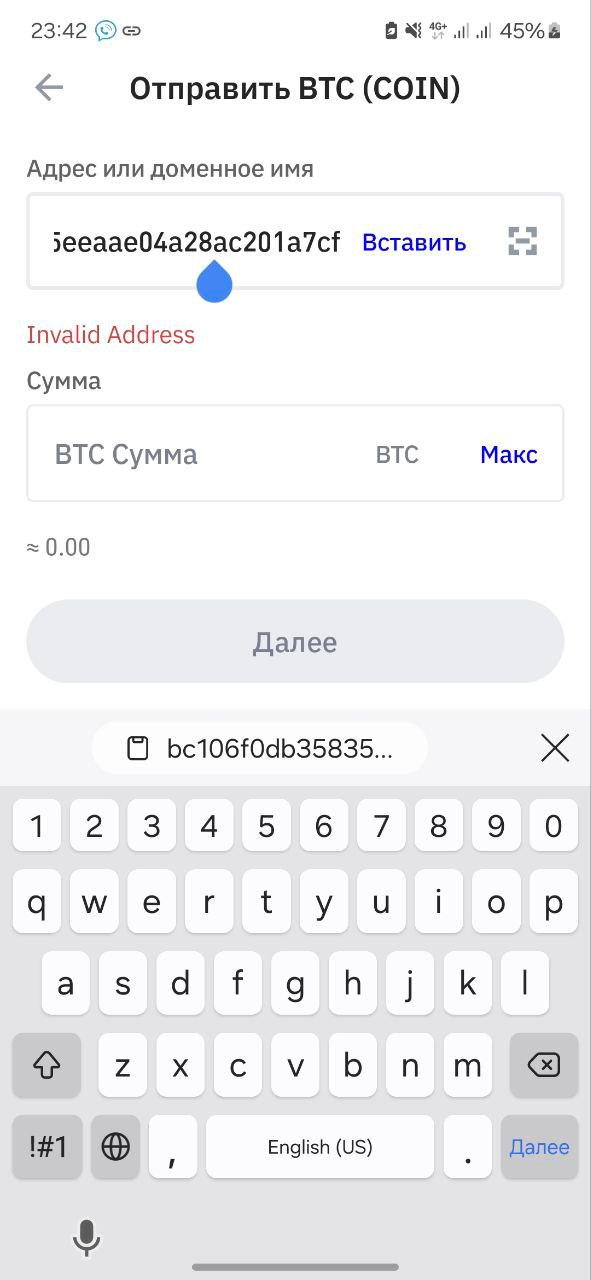 23:42 4G+ 45%
Отправить BTC (COIN)
Адрес или доменное имя
5eeaae04a28ac201a7cf Вставить
Invalid Address
Сумма
BTC Сумма BTC Макс
≈ 0.00
Далее
bc106f0db35835...
1 2 3 4 5 6 7 8 9 0
q w e r t y u i o p
a s d f g h j k l
z x c v b n m
!#1 , English (US) . Далее